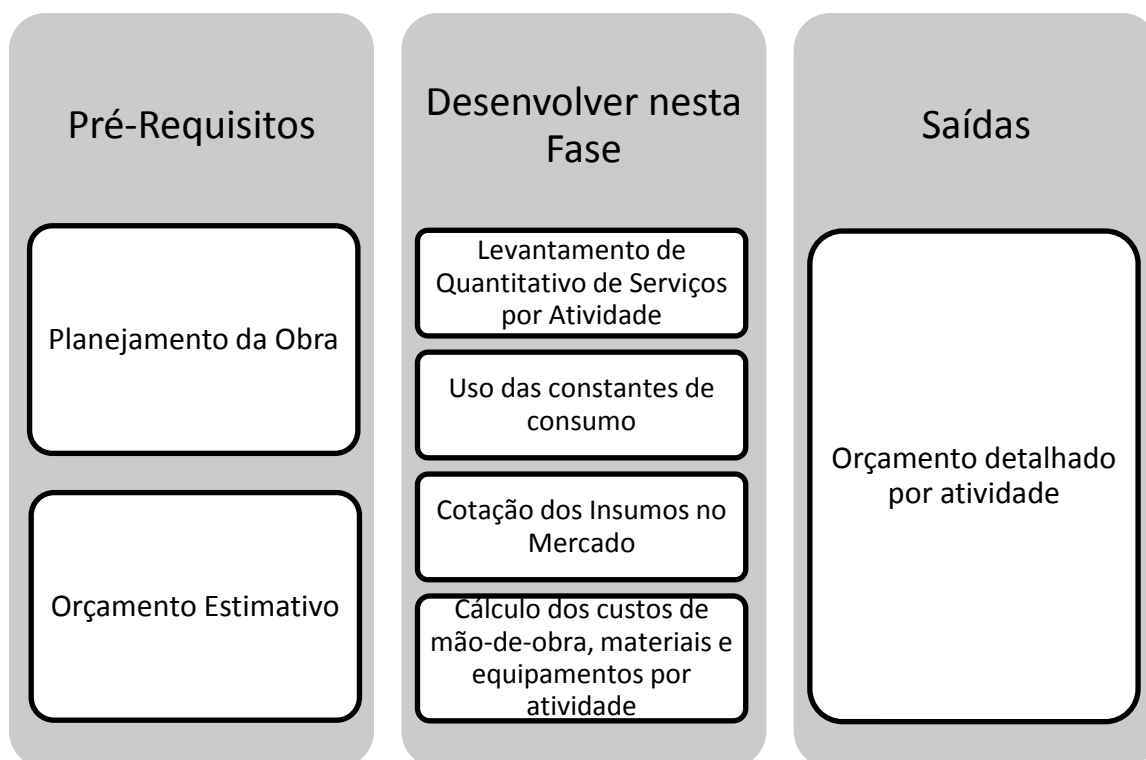 Pré-Requisitos
Planejamento da Obra
Orçamento Estimativo
Desenvolver nesta
Fase
Levantamento de
Quantitativo de Serviços
por Atividade
Uso das constantes de
consumo
Cotação dos Insumos no
Mercado
Cálculo dos custos de
mão-de-obra, materiais e
equipamentos por
atividade
Saídas
Orçamento detalhado
por atividade